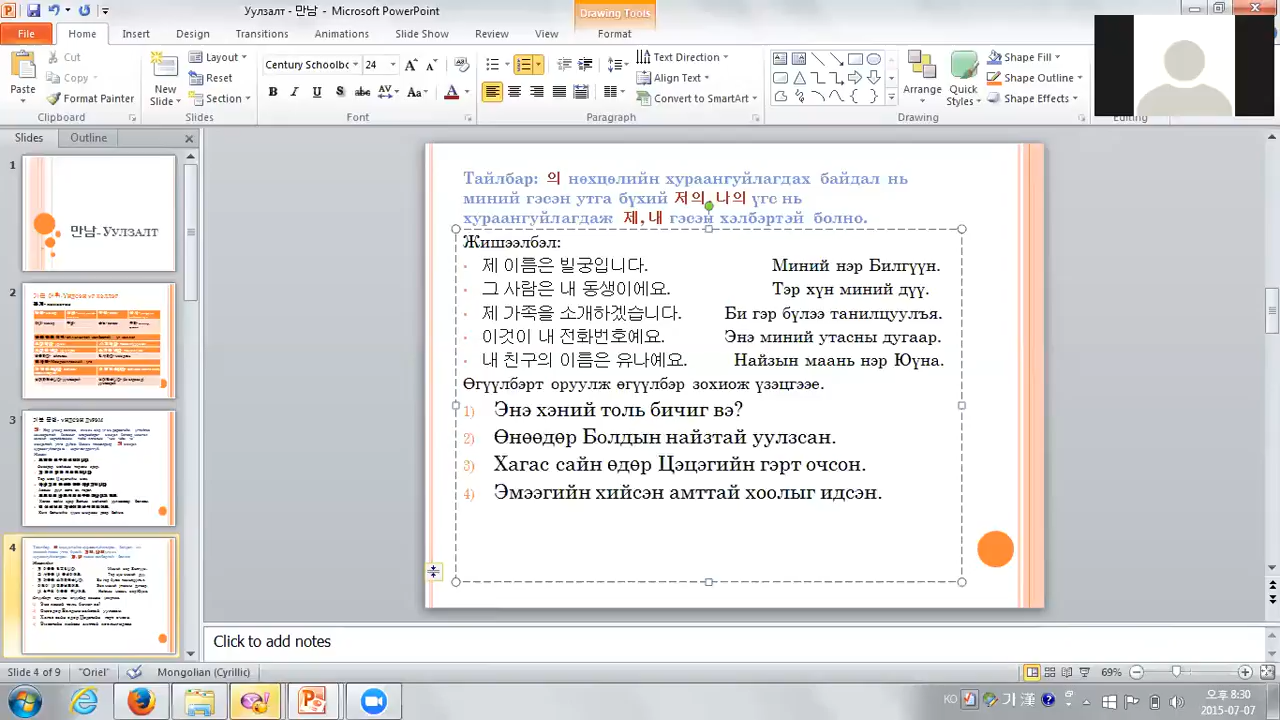 Уулзалт - 만남 - Microsoft PowerPoint
Drawing Tools
File Home Insert Design Transitions Animations Slide Show Review View Format
Paste
Cut
Copy
Format Painter
Clipboard
New Slide
Layout
Reset
Section
Slides
Century Schoolbc 24
Font
Text Direction
Align Text
Convert to SmartArt
Paragraph
Arrange
Quick Styles
Shape Fill
Shape Outline
Shape Effects
Drawing
Editing
Slides Outline
1
만남- Уулзалт
2
3
4
Тайлбар: 의 нөхцөлийн хураангуйлагдах байдал нь
миний гэсэн утга бүхий 저의, 나의 үгс нь
хураангуйлагдаж 제, 내 гэсэн хэлбэртэй болно.
Жишээлбэл:
제 이름은 빌궁입니다. Миний нэр Билгүүн.
그 사람은 내 동생이에요. Тэр хүн миний дүү.
제 가족을 소개하겠습니다. Би гэр бүлээ танилцуулъя.
이것이 제 전화번호예요. Энэ миний утасны дугаар.
내 친구의 이름은 유나예요. Найзын маань нэр Юуна.
Өгүүлбэрт оруулж өгүүлбэр зохиож үзэцгээе.
1) Энэ хэний толь бичиг вэ?
Энөөдөр Болдын найзтай уулзсан.
Хагас сайн өдөр Цэцэгийн гэрт очсон.
Эмээгийн хийсэн амттай хоолыг идсэн.
Click to add notes
Slide 4 of 9 "Oriel" Mongolian (Cyrillic) 69%
KO 가 漢
오후 8:30
2015-07-07